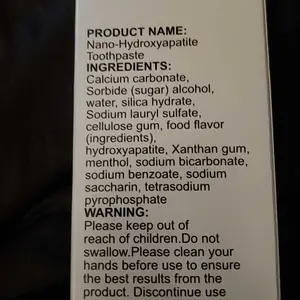 PRODUCT NAME:
Nano-Hydroxyapatite
Toothpaste
INGREDIENTS:
Calcium carbonate,
Sorbide (sugar) alcohol,
water, silica hydrate,
Sodium lauryl sulfate,
cellulose gum, food flavor
(ingredients),
hydroxyapatite, Xanthan gum,
menthol, sodium bicarbonate,
sodium benzoate, sodium
saccharin, tetrasodium
pyrophosphate
WARNING:
Please keep out of
reach of children.Do not
swallow.Please clean your
hands before use to ensure
the best results from the
product. Discontinue use